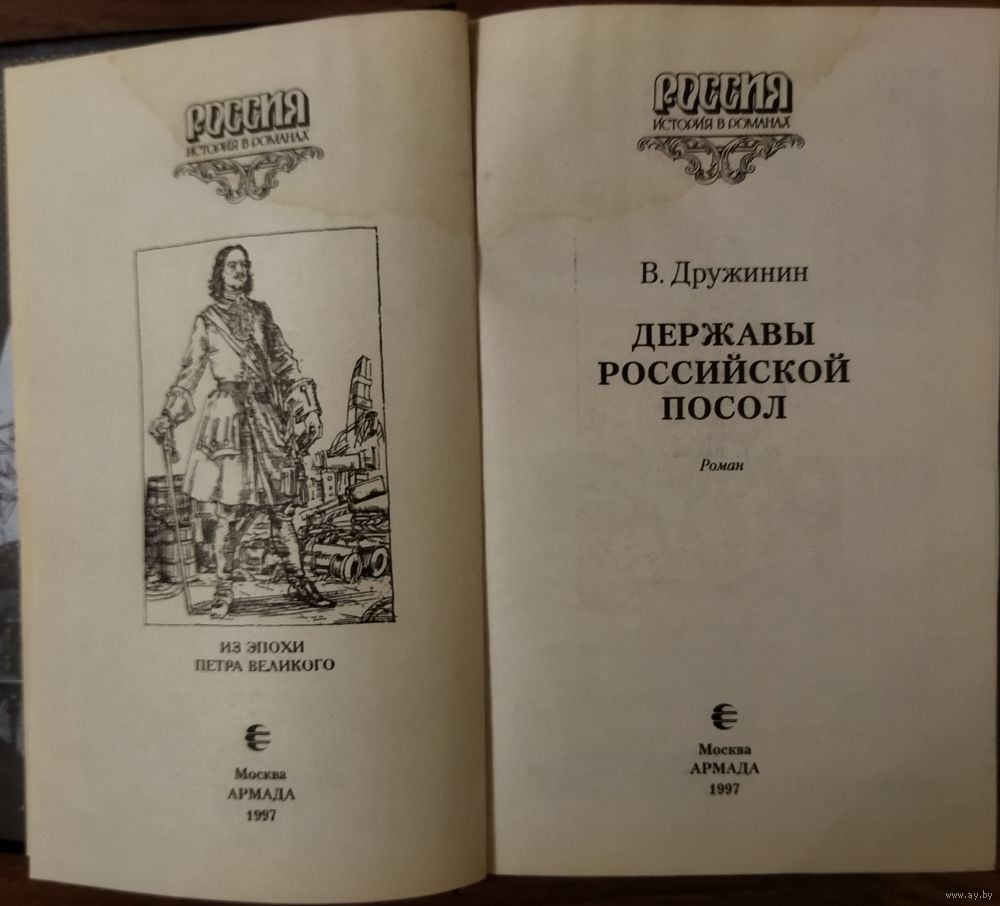 РОССИЯ
ИСТОРИЯ В РОМАНАХ
ИЗ ЭПОХИ
ПЕТРА ВЕЛИКОГО
Москва
АРМАДА
1997
РОССИЯ
ИСТОРИЯ В РОМАНАХ
В. Дружинин
ДЕРЖАВЫ
РОССИЙСКОЙ
ПОСОЛ
Роман
Москва
АРМАДА
1997
www.ay.by